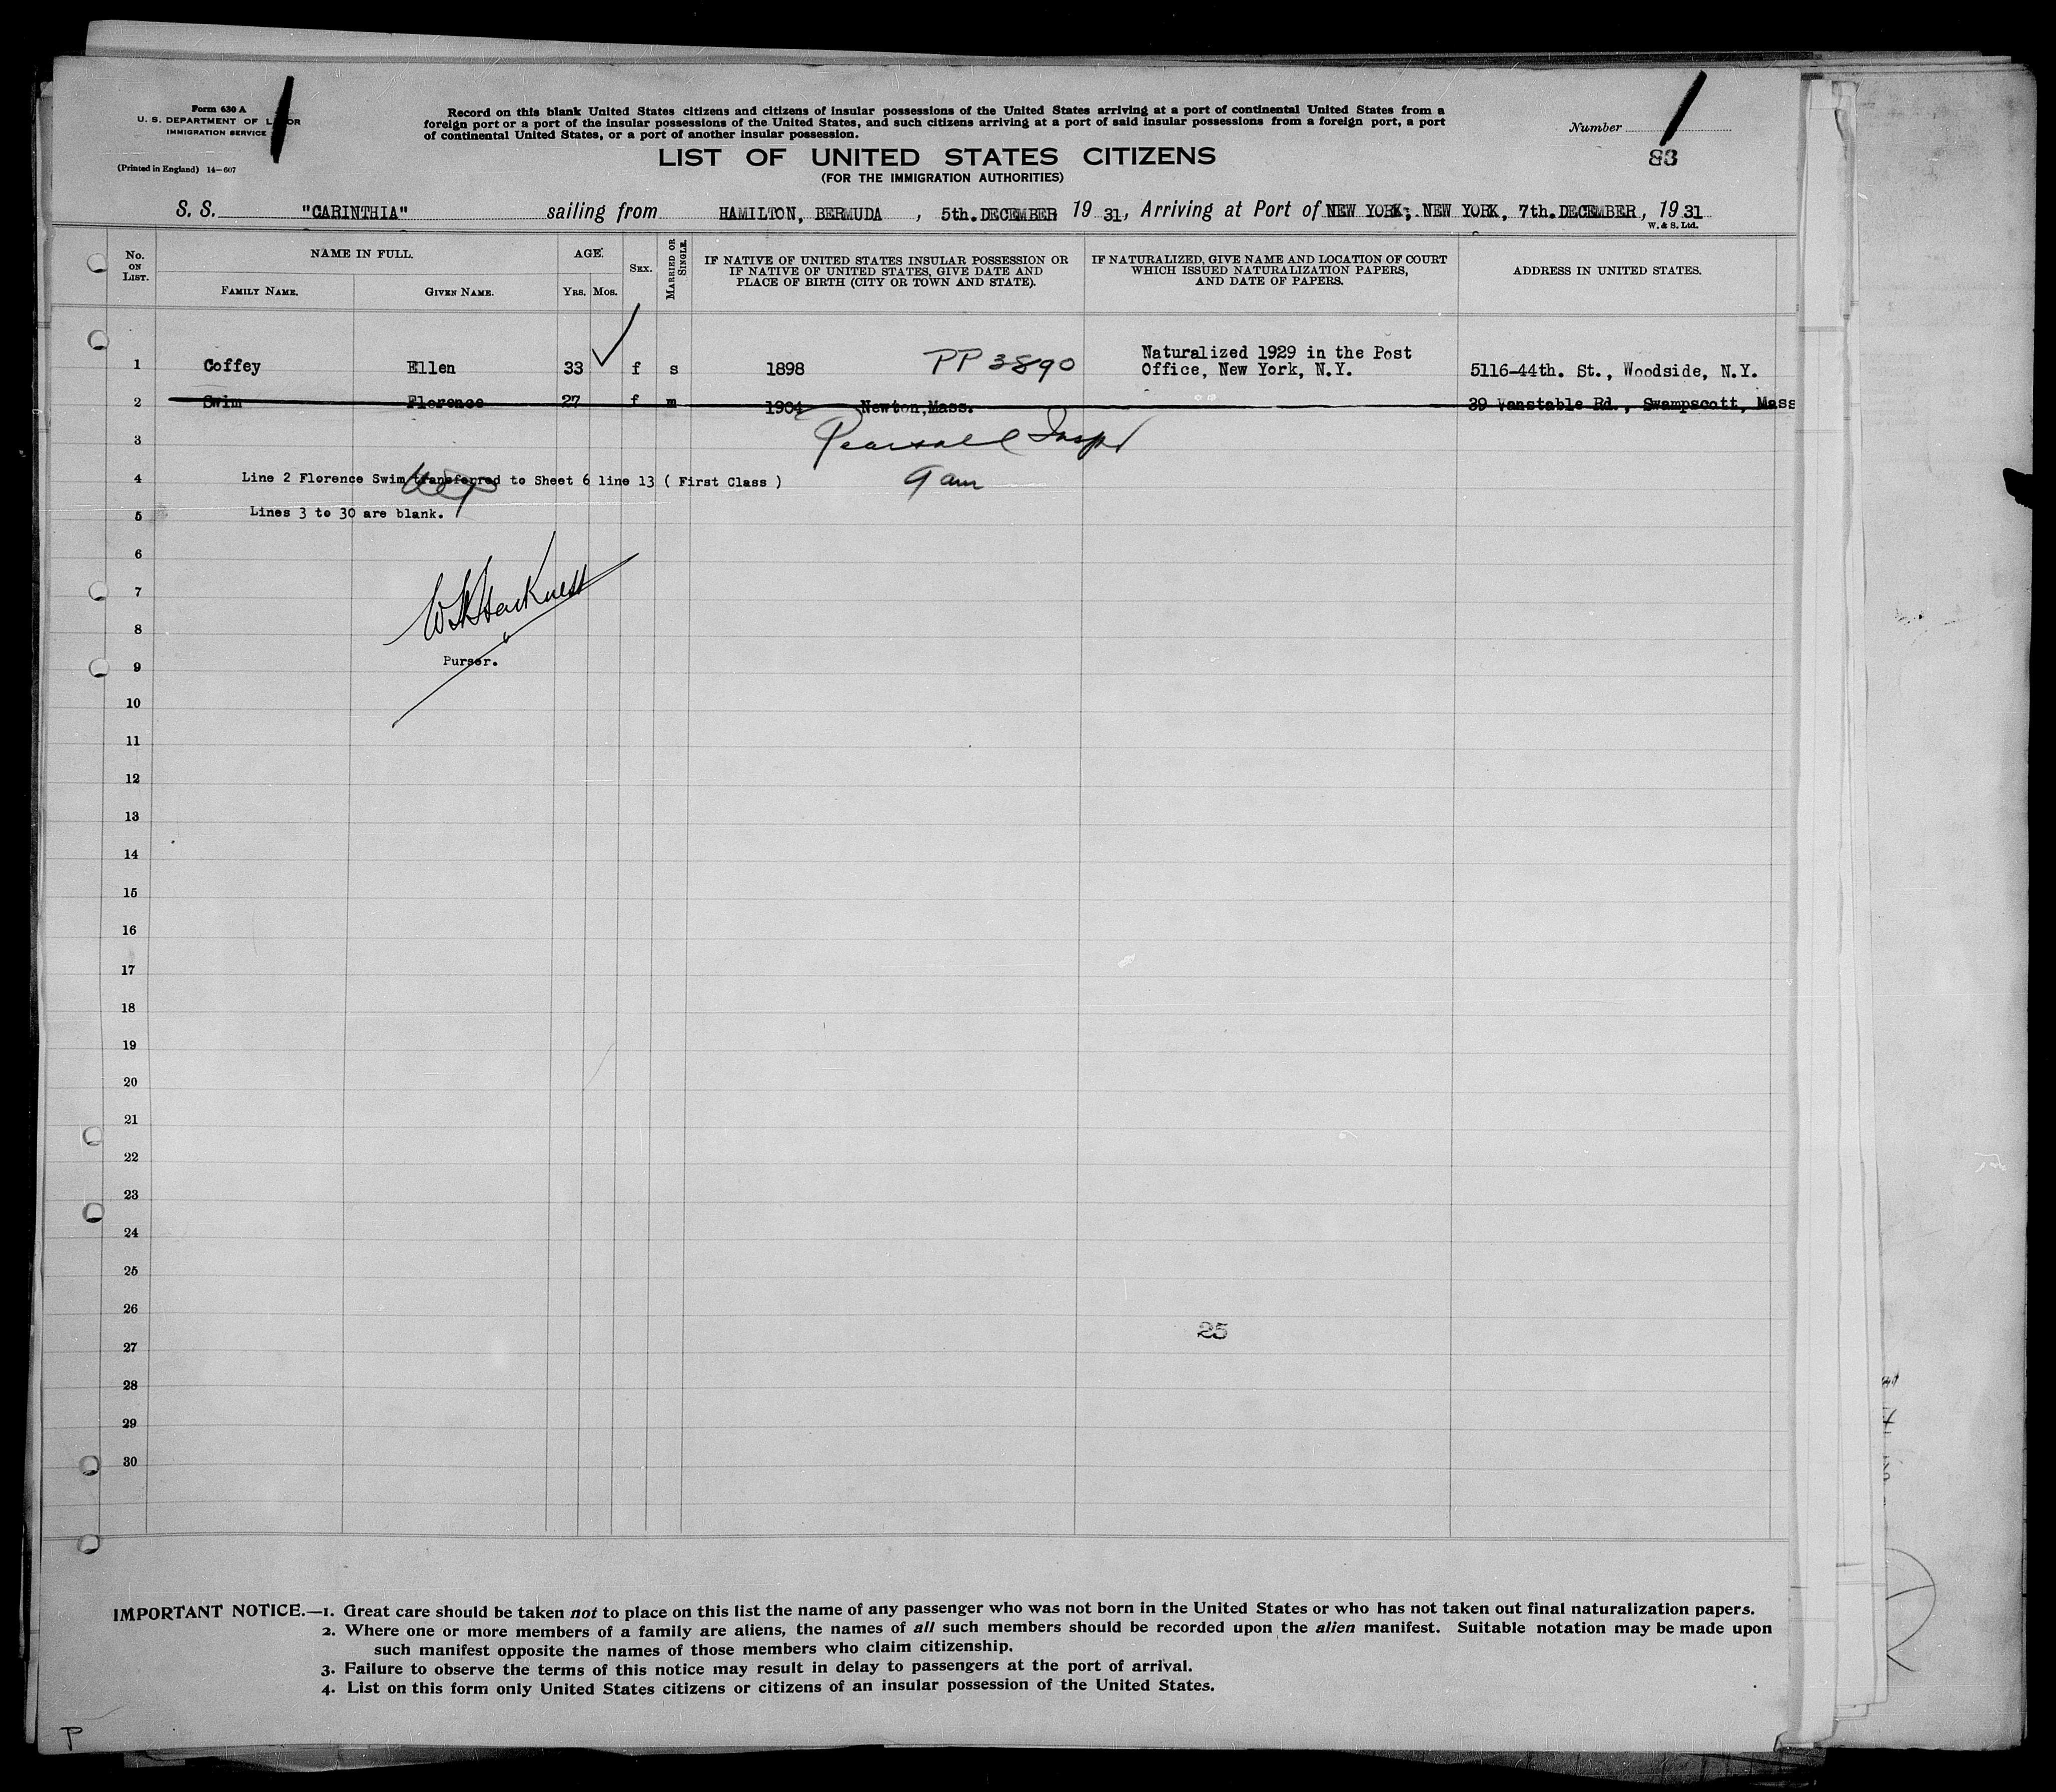 Form 630 A
U. S. DEPARTMENT OF LABOR
IMMIGRATION SERVICE
(Printed in England) 14-607
Record on this blank United States citizens and citizens of insular possessions of the United States arriving at a port of continental United States from a
foreign port or a port of the insular possessions of the United States, and such citizens arriving at a port of said insular possessions from a foreign port, a port
of continental United States, or a port of another insular possession.
Number
83
LIST OF UNITED STATES CITIZENS
(FOR THE IMMIGRATION AUTHORITIES)
S. S. "CARINTHIA" sailing from HAMILTON, BERMUDA, 5th. DECEMBER 19 31, Arriving at Port of NEW YORK, NEW YORK, 7th. DECEMBER, 19 31
W. & S. Ltd.
No. ON LIST. NAME IN FULL. AGE. SEX. MARRIED OR SINGLE. IF NATIVE OF UNITED STATES INSULAR POSSESSION OR IF NATIVE OF UNITED STATES, GIVE DATE AND PLACE OF BIRTH (CITY OR TOWN AND STATE). IF NATURALIZED, GIVE NAME AND LOCATION OF COURT WHICH ISSUED NATURALIZATION PAPERS, AND DATE OF PAPERS. ADDRESS IN UNITED STATES.
FAMILY NAME. GIVEN NAME. YRS. MOS.
1 Coffey Ellen 33 f s 1898 PP 3890 Naturalized 1929 in the Post Office, New York, N.Y. 5116-44th. St., Woodside, N.Y.
2 Swim Florence 27 f m 1904 Newton, Mass. 39 Vanstable Rd., Swampscott, Mass
3 Pearsall Inspr
4 Line 2 Florence Swim transferred to Sheet 6 line 13 ( First Class ) 9 am
5 Lines 3 to 30 are blank.
6
7
8
9 Purser.
10
11
12
13
14
15
16
17
18
19
20
21
22
23
24
25
26
25
27
28
29
30
IMPORTANT NOTICE.—1. Great care should be taken not to place on this list the name of any passenger who was not born in the United States or who has not taken out final naturalization papers.
2. Where one or more members of a family are aliens, the names of all such members should be recorded upon the alien manifest. Suitable notation may be made upon
such manifest opposite the names of those members who claim citizenship.
3. Failure to observe the terms of this notice may result in delay to passengers at the port of arrival.
4. List on this form only United States citizens or citizens of an insular possession of the United States.
P